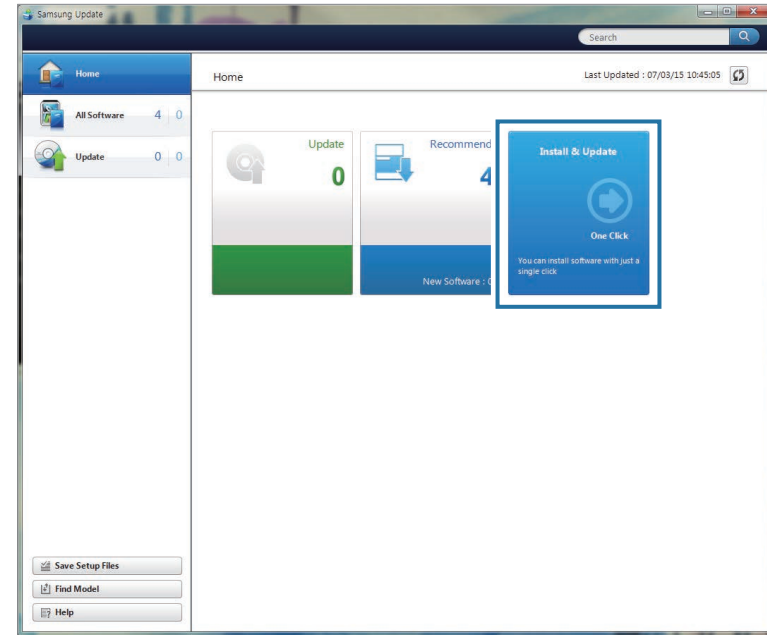 Samsung Update
Search
Home
Home
Last Updated : 07/03/15 10:45:05
All Software 4 0
Update 0 0
Update
0
Recommend
4
New Software :
Install & Update
One Click
You can install software with just a
single click
Save Setup Files
Find Model
Help